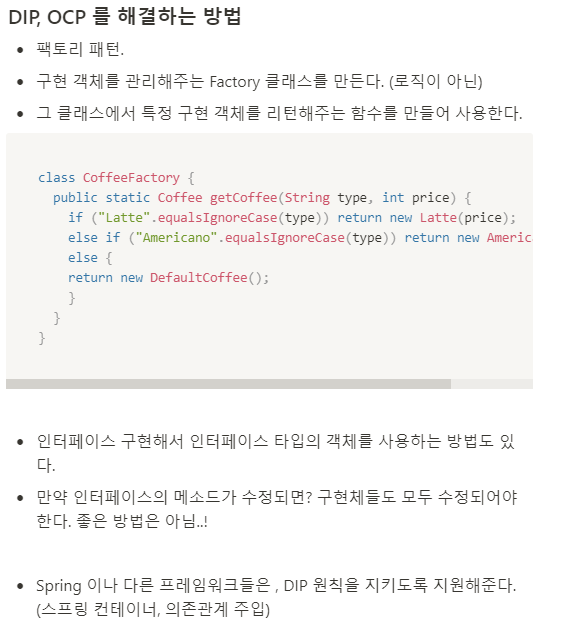 DIP, OCP 를 해결하는 방법
• 팩토리 패턴.
• 구현 객체를 관리해주는 Factory 클래스를 만든다. (로직이 아닌)
• 그 클래스에서 특정 구현 객체를 리턴해주는 함수를 만들어 사용한다.
class CoffeeFactory {
public static Coffee getCoffee(String type, int price) {
if ("Latte".equalsIgnoreCase(type)) return new Latte(price);
else if ("Americano".equalsIgnoreCase(type)) return new Americ
else {
return new DefaultCoffee();
}
}
}
• 인터페이스 구현해서 인터페이스 타입의 객체를 사용하는 방법도 있
다.
• 만약 인터페이스의 메소드가 수정되면? 구현체들도 모두 수정되어야
한다. 좋은 방법은 아님..!
• Spring 이나 다른 프레임워크들은 , DIP 원칙을 지키도록 지원해준다.
(스프링 컨테이너, 의존관계 주입)